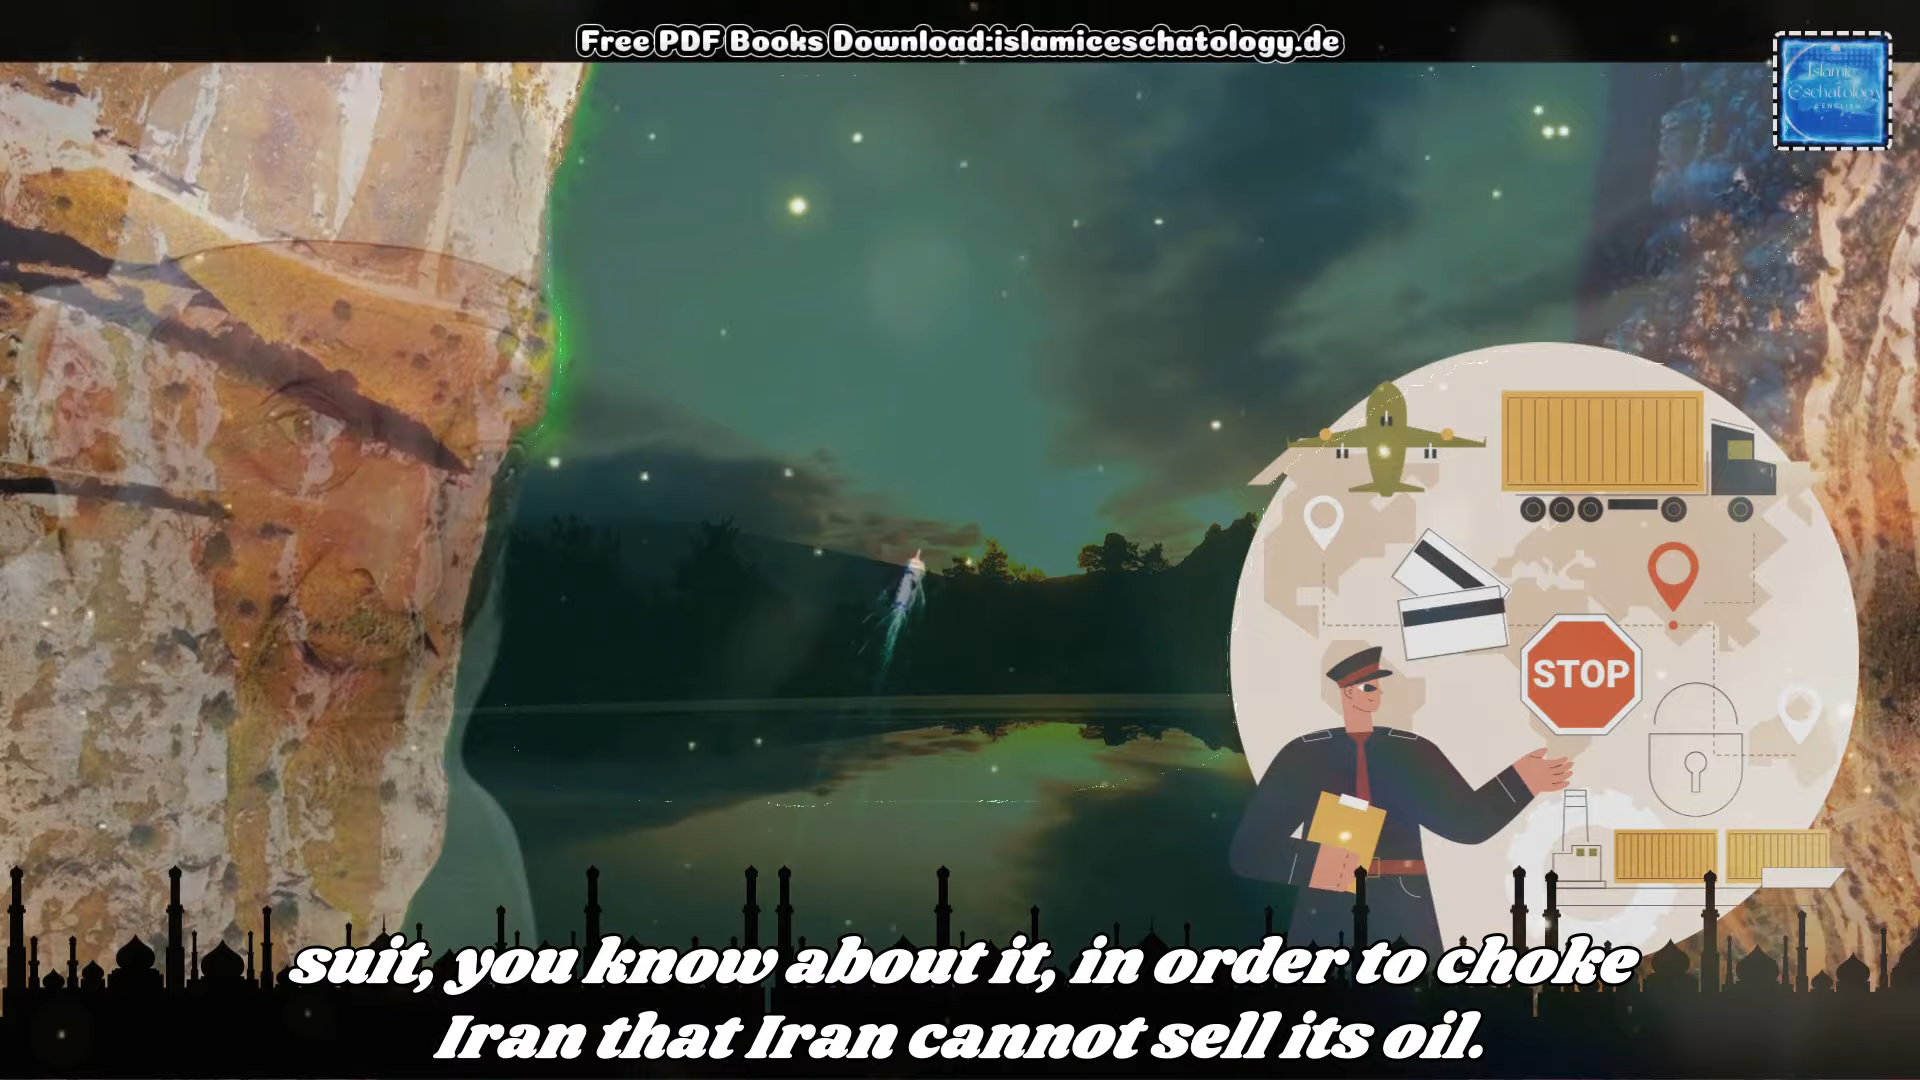 Free PDF Books Download:islamiceschatology.de
Islamic
Eschatology
ENGLISH
STOP
suit, you know about it, in order to choke
Iran that Iran cannot sell its oil.